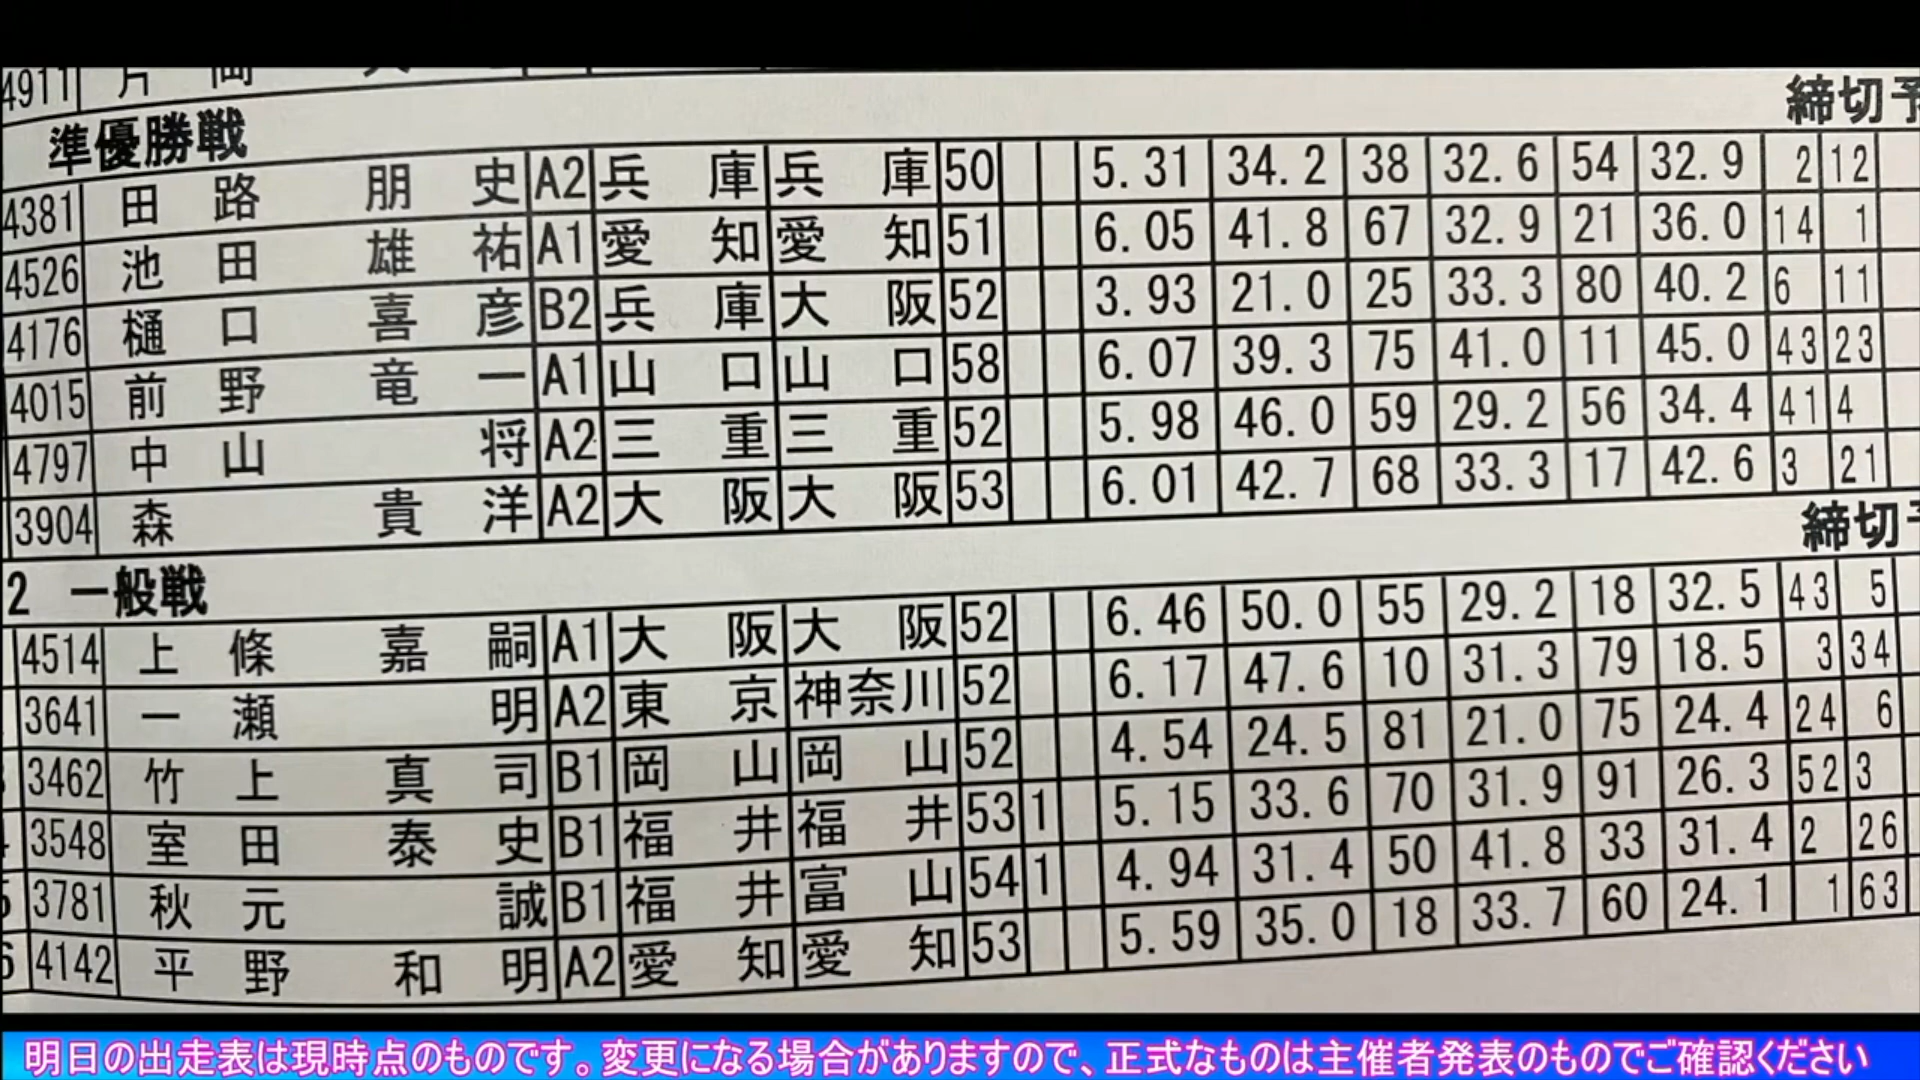 4911 片岡
準優勝戦 締切予
4381 田路 朋史 A2 兵庫 兵庫 50 5.31 34.2 38 32.6 54 32.9 2 12
4526 池田 雄祐 A1 愛知 愛知 51 6.05 41.8 67 32.9 21 36.0 14 1
4176 樋口 喜彦 B2 兵庫 大阪 52 3.93 21.0 25 33.3 80 40.2 6 11
4015 前野 竜一 A1 山口 山口 58 6.07 39.3 75 41.0 11 45.0 43 23
4797 中山 将 A2 三重 三重 52 5.98 46.0 59 29.2 56 34.4 41 4
3904 森 貴洋 A2 大阪 大阪 53 6.01 42.7 68 33.3 17 42.6 3 21
2 一般戦 締切予
4514 上條 嘉嗣 A1 大阪 大阪 52 6.46 50.0 55 29.2 18 32.5 43 5
3641 一瀬 明 A2 東京 神奈川 52 6.17 47.6 10 31.3 79 18.5 3 34
3462 竹上 真司 B1 岡山 岡山 52 4.54 24.5 81 21.0 75 24.4 24 6
3548 室田 泰史 B1 福井 福井 53 1 5.15 33.6 70 31.9 91 26.3 52 3
5 3781 秋元 誠 B1 福井 富山 54 1 4.94 31.4 50 41.8 33 31.4 2 26
6 4142 平野 和明 A2 愛知 愛知 53 5.59 35.0 18 33.7 60 24.1 1 63
明日の出走表は現時点のものです。変更になる場合がありますので、正式なものは主催者発表のものでご確認ください